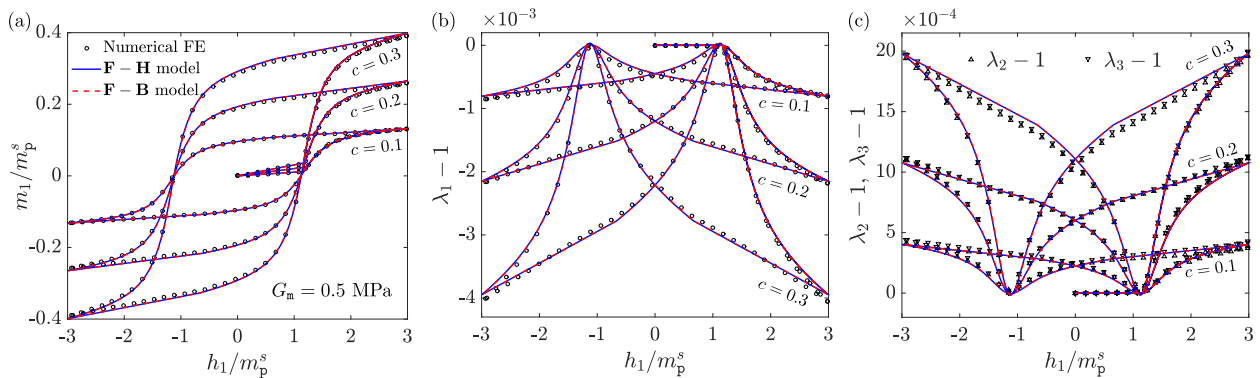 (a)
0.4
0.2
0
-0.2
-0.4
m₁/mₚˢ
Numerical FE
F − H model
F − B model
c = 0.3
c = 0.2
c = 0.1
Gₘ = 0.5 MPa
-3 -2 -1 0 1 2 3
h₁/mₚˢ
(b)
×10⁻³
0
-1
-2
-3
-4
λ₁ − 1
c = 0.1
c = 0.2
c = 0.3
-3 -2 -1 0 1 2 3
h₁/mₚˢ
(c)
×10⁻⁴
20
15
10
5
0
λ₂ − 1, λ₃ − 1
λ₂ − 1 λ₃ − 1
c = 0.3
c = 0.2
c = 0.1
-3 -2 -1 0 1 2 3
h₁/mₚˢ